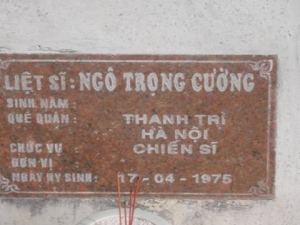 LIỆT SĨ: NGÔ TRỌNG CƯỜNG
SINH NĂM :
QUÊ QUÁN : THANH TRÌ
HÀ NỘI
CHỨC VỤ : CHIẾN SĨ
ĐƠN VỊ :
NGÀY HY SINH: 17-04-1975